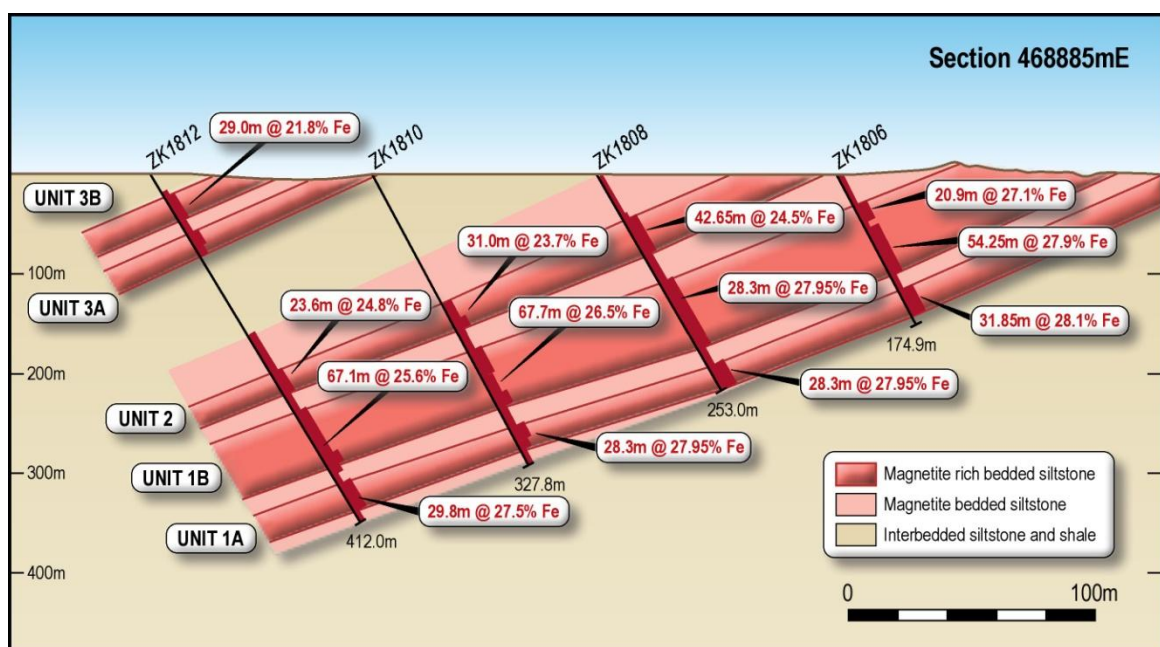 Section 468885mE
ZK1812
ZK1810
ZK1808
ZK1806
29.0m @ 21.8% Fe
UNIT 3B
20.9m @ 27.1% Fe
42.65m @ 24.5% Fe
31.0m @ 23.7% Fe
54.25m @ 27.9% Fe
100m
28.3m @ 27.95% Fe
UNIT 3A
23.6m @ 24.8% Fe
67.7m @ 26.5% Fe
31.85m @ 28.1% Fe
174.9m
200m
67.1m @ 25.6% Fe
28.3m @ 27.95% Fe
253.0m
UNIT 2
28.3m @ 27.95% Fe
300m
UNIT 1B
327.8m
29.8m @ 27.5% Fe
UNIT 1A
412.0m
400m
Magnetite rich bedded siltstone
Magnetite bedded siltstone
Interbedded siltstone and shale
0
100m